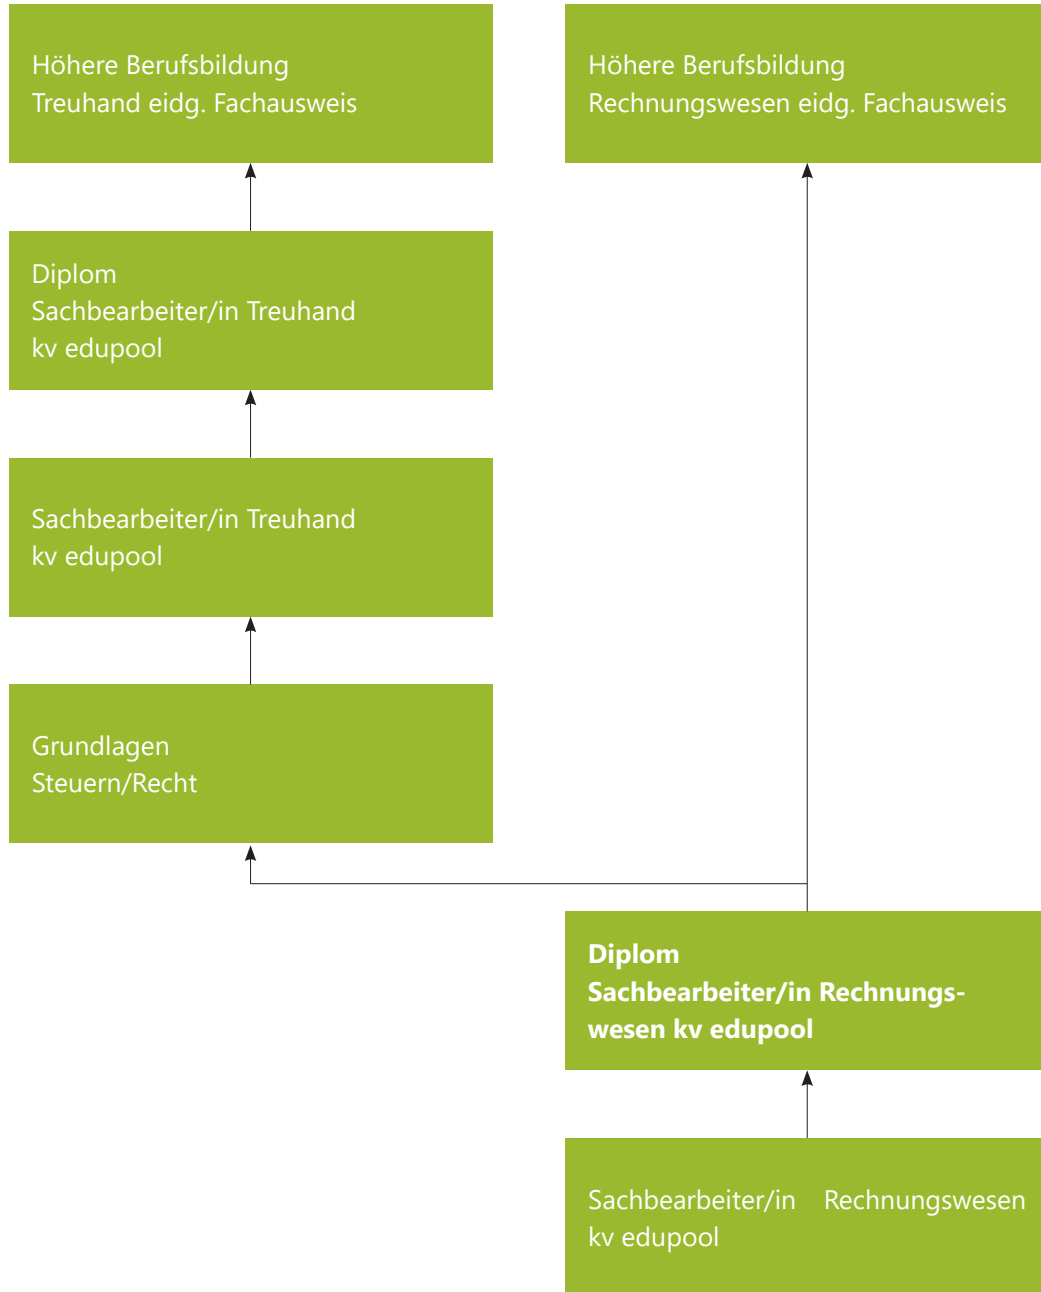 Höhere Berufsbildung
Treuhand eidg. Fachausweis
Höhere Berufsbildung
Rechnungswesen eidg. Fachausweis
Diplom
Sachbearbeiter/in Treuhand
kv edupool
Sachbearbeiter/in Treuhand
kv edupool
Grundlagen
Steuern/Recht
Diplom
Sachbearbeiter/in Rechnungs-
wesen kv edupool
Sachbearbeiter/in Rechnungswesen
kv edupool